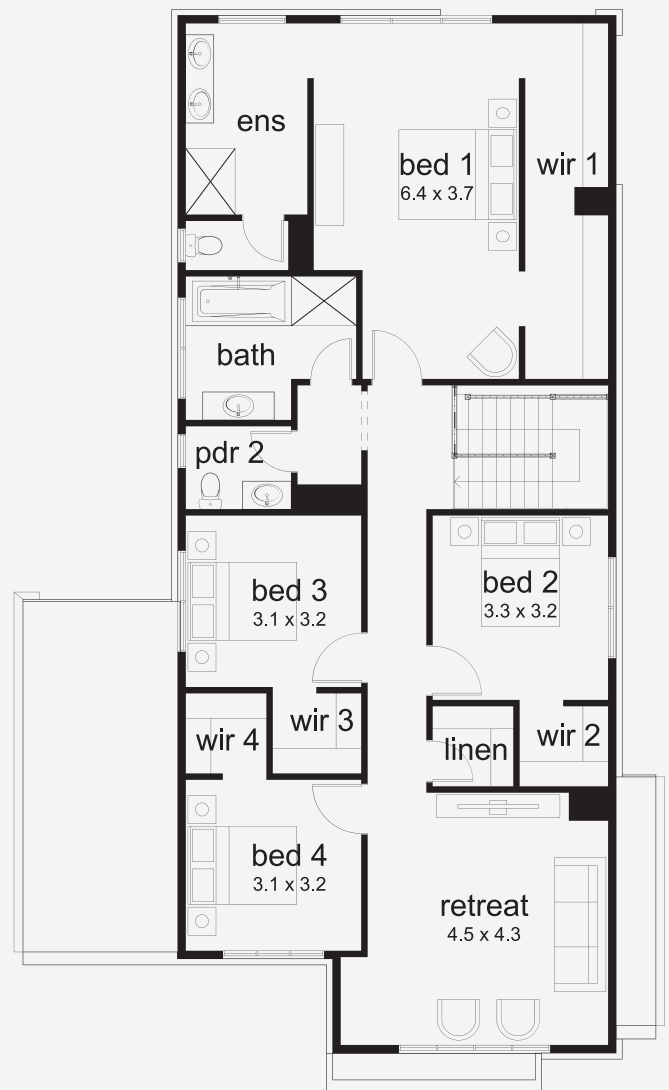 ens
bed 1
6.4 x 3.7
wir 1
bath
pdr 2
bed 3
3.1 x 3.2
bed 2
3.3 x 3.2
wir 3
wir 4
linen
wir 2
bed 4
3.1 x 3.2
retreat
4.5 x 4.3